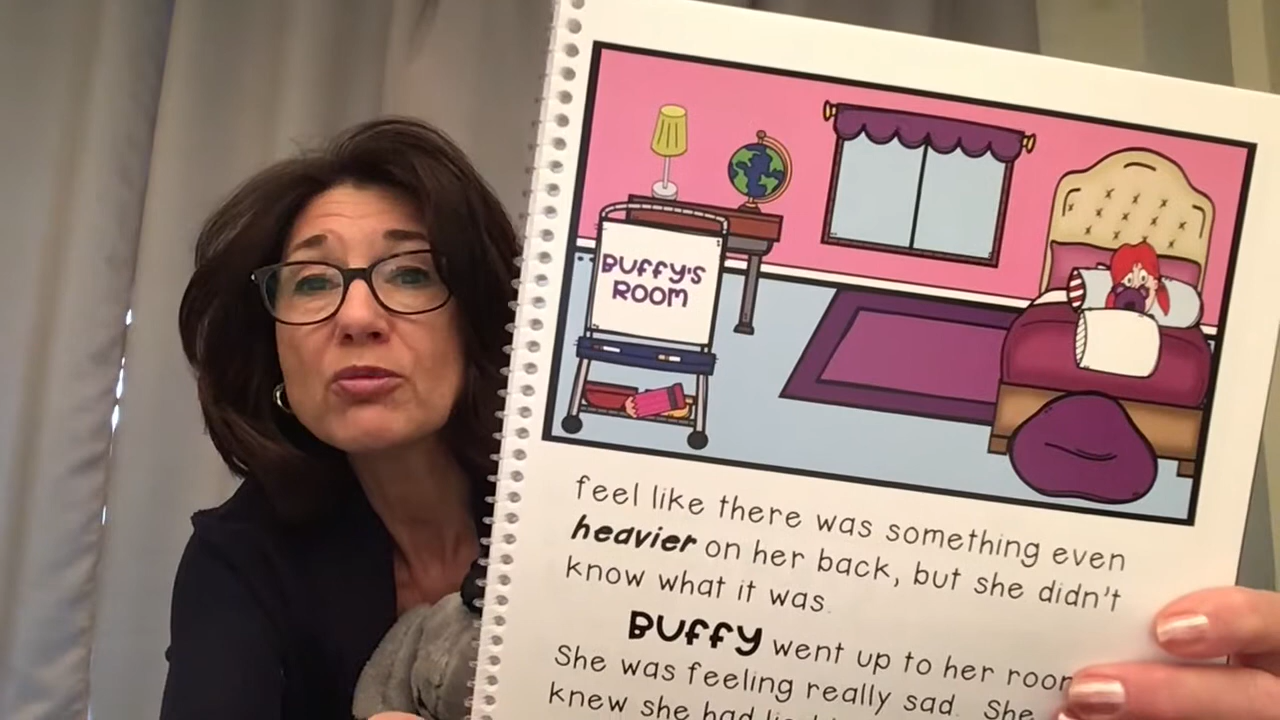 BUFFY'S
ROOM
feel like there was something even
heavier on her back, but she didn't
know what it was.
BUFFY went up to her room
She was feeling really sad. She
knew she had